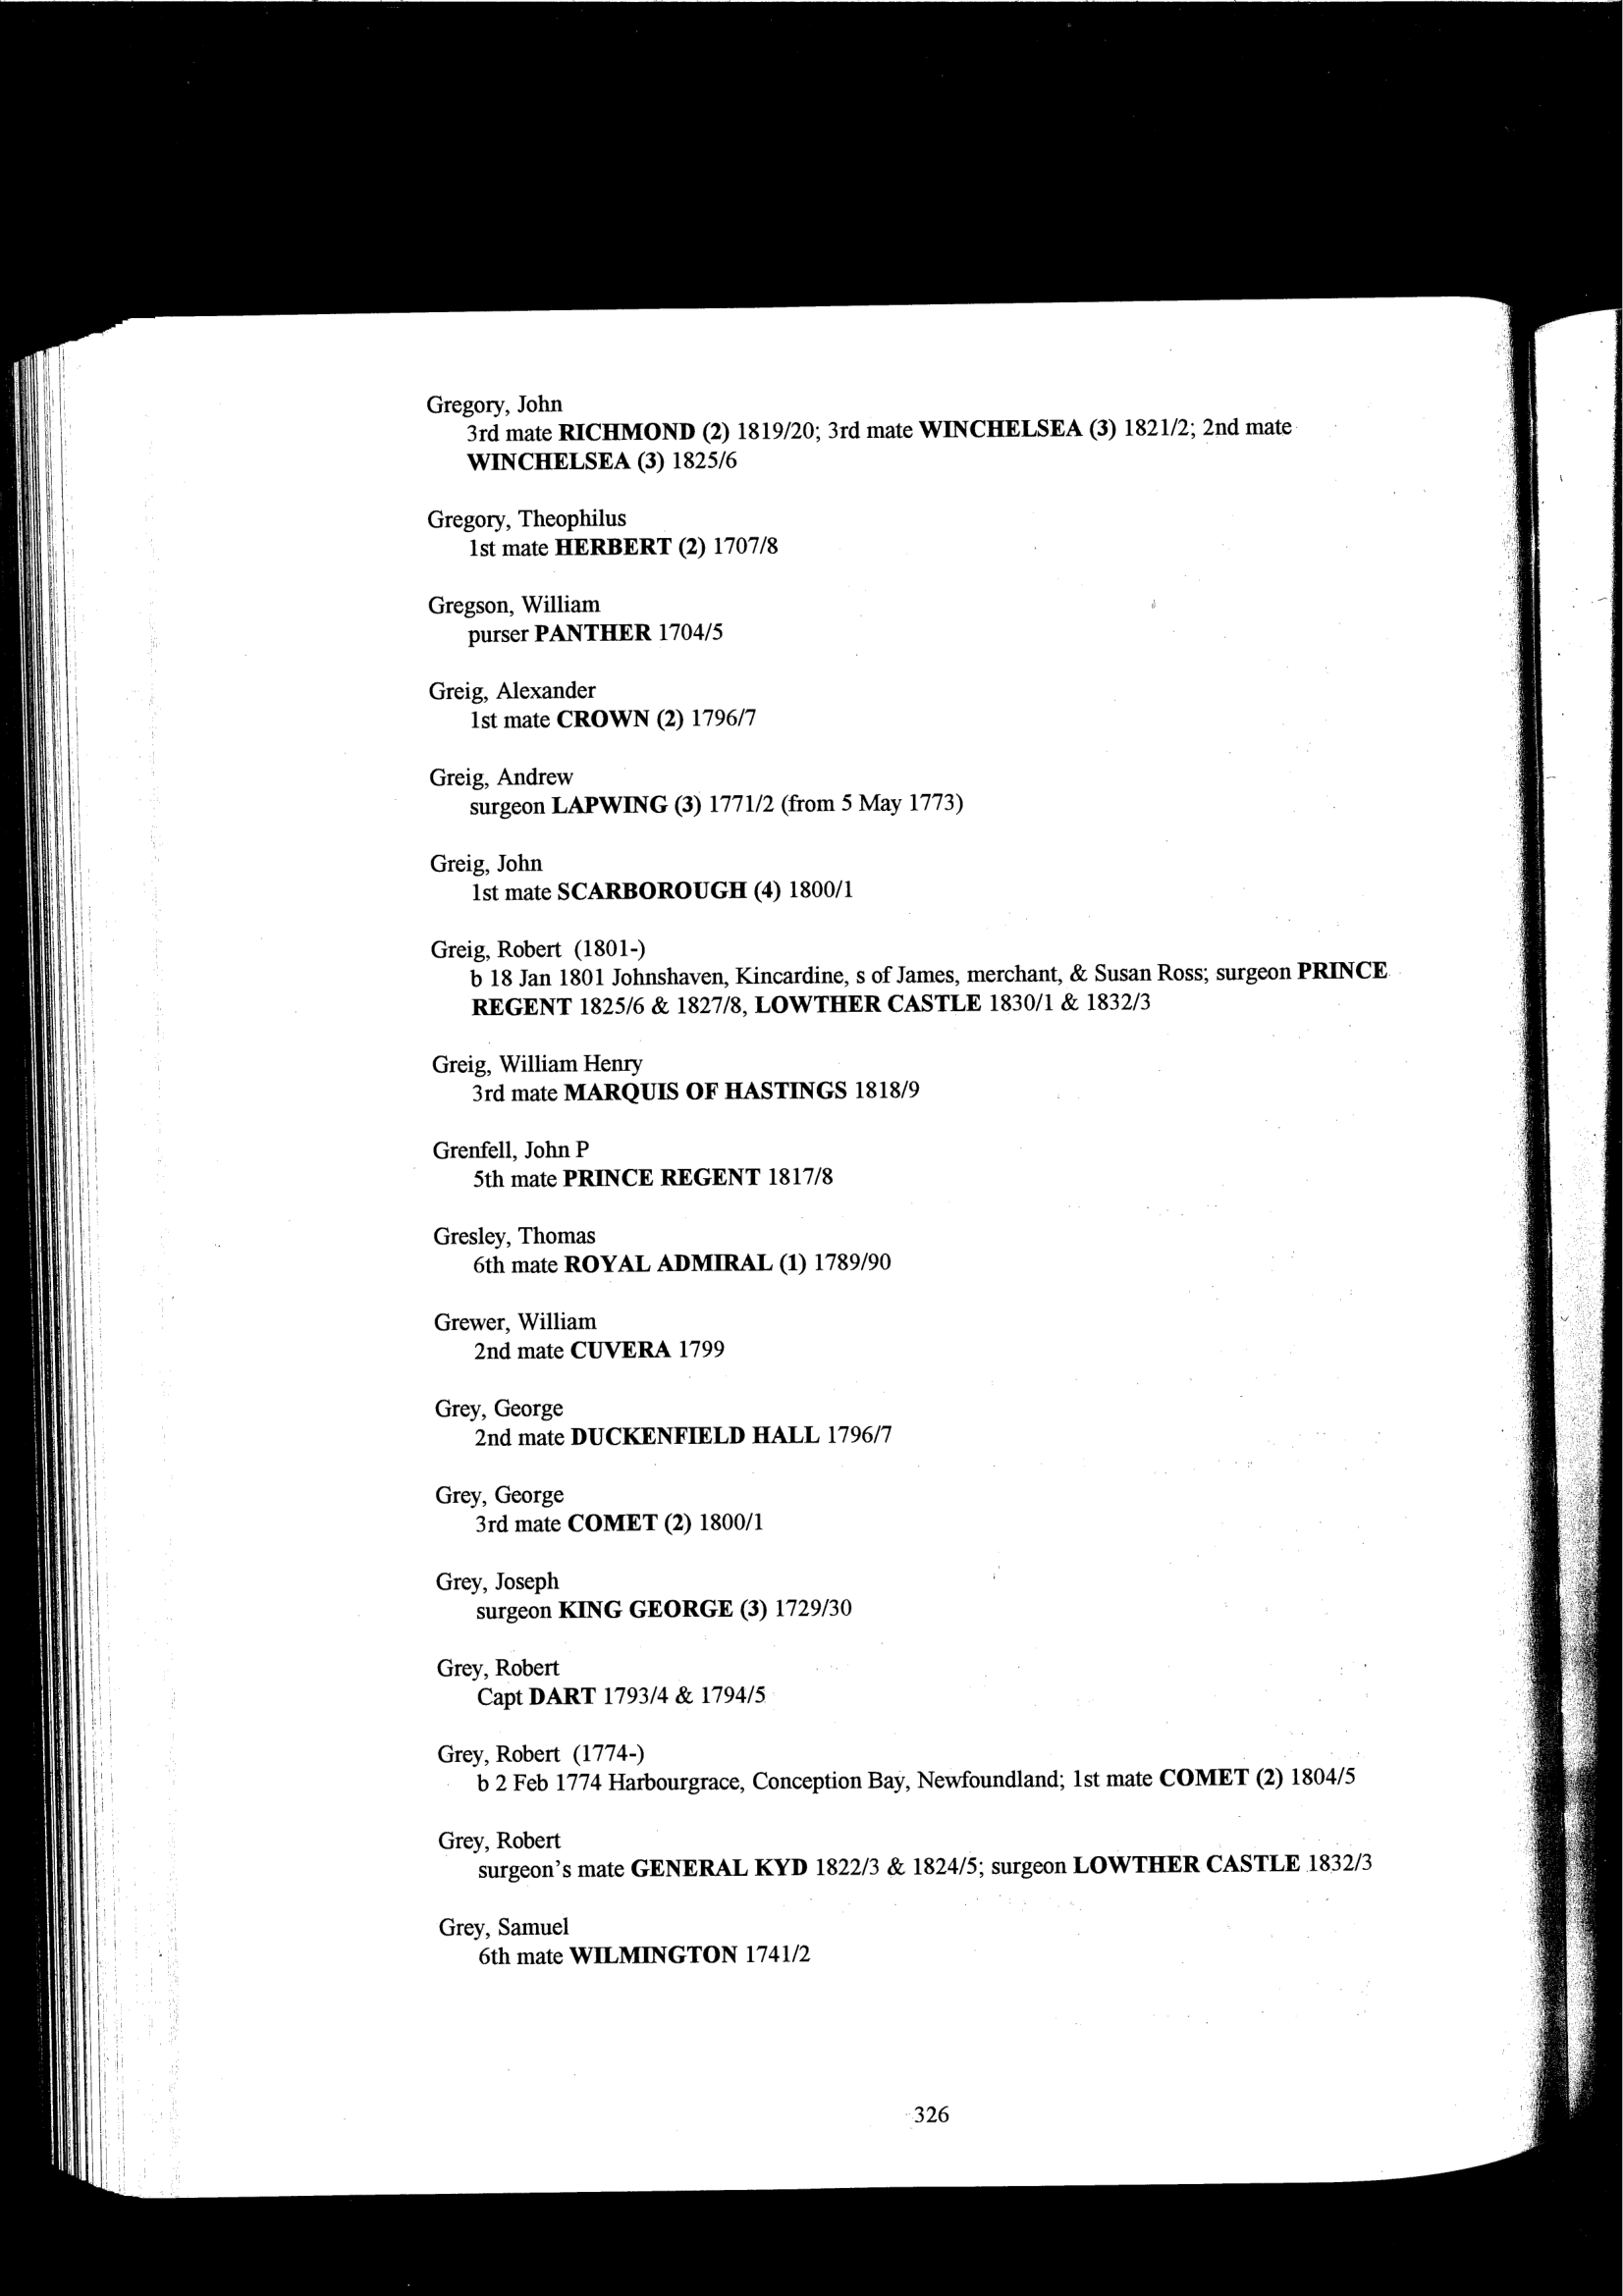 Gregory, John
3rd mate RICHMOND (2) 1819/20; 3rd mate WINCHELSEA (3) 1821/2; 2nd mate
WINCHELSEA (3) 1825/6
Gregory, Theophilus
1st mate HERBERT (2) 1707/8
Gregson, William
purser PANTHER 1704/5
Greig, Alexander
1st mate CROWN (2) 1796/7
Greig, Andrew
surgeon LAPWING (3) 1771/2 (from 5 May 1773)
Greig, John
1st mate SCARBOROUGH (4) 1800/1
Greig, Robert (1801-)
b 18 Jan 1801 Johnshaven, Kincardine, s of James, merchant, & Susan Ross; surgeon PRINCE
REGENT 1825/6 & 1827/8, LOWTHER CASTLE 1830/1 & 1832/3
Greig, William Henry
3rd mate MARQUIS OF HASTINGS 1818/9
Grenfell, John P
5th mate PRINCE REGENT 1817/8
Gresley, Thomas
6th mate ROYAL ADMIRAL (1) 1789/90
Grewer, William
2nd mate CUVERA 1799
Grey, George
2nd mate DUCKENFIELD HALL 1796/7
Grey, George
3rd mate COMET (2) 1800/1
Grey, Joseph
surgeon KING GEORGE (3) 1729/30
Grey, Robert
Capt DART 1793/4 & 1794/5
Grey, Robert (1774-)
b 2 Feb 1774 Harbourgrace, Conception Bay, Newfoundland; 1st mate COMET (2) 1804/5
Grey, Robert
surgeon's mate GENERAL KYD 1822/3 & 1824/5; surgeon LOWTHER CASTLE 1832/3
Grey, Samuel
6th mate WILMINGTON 1741/2
326